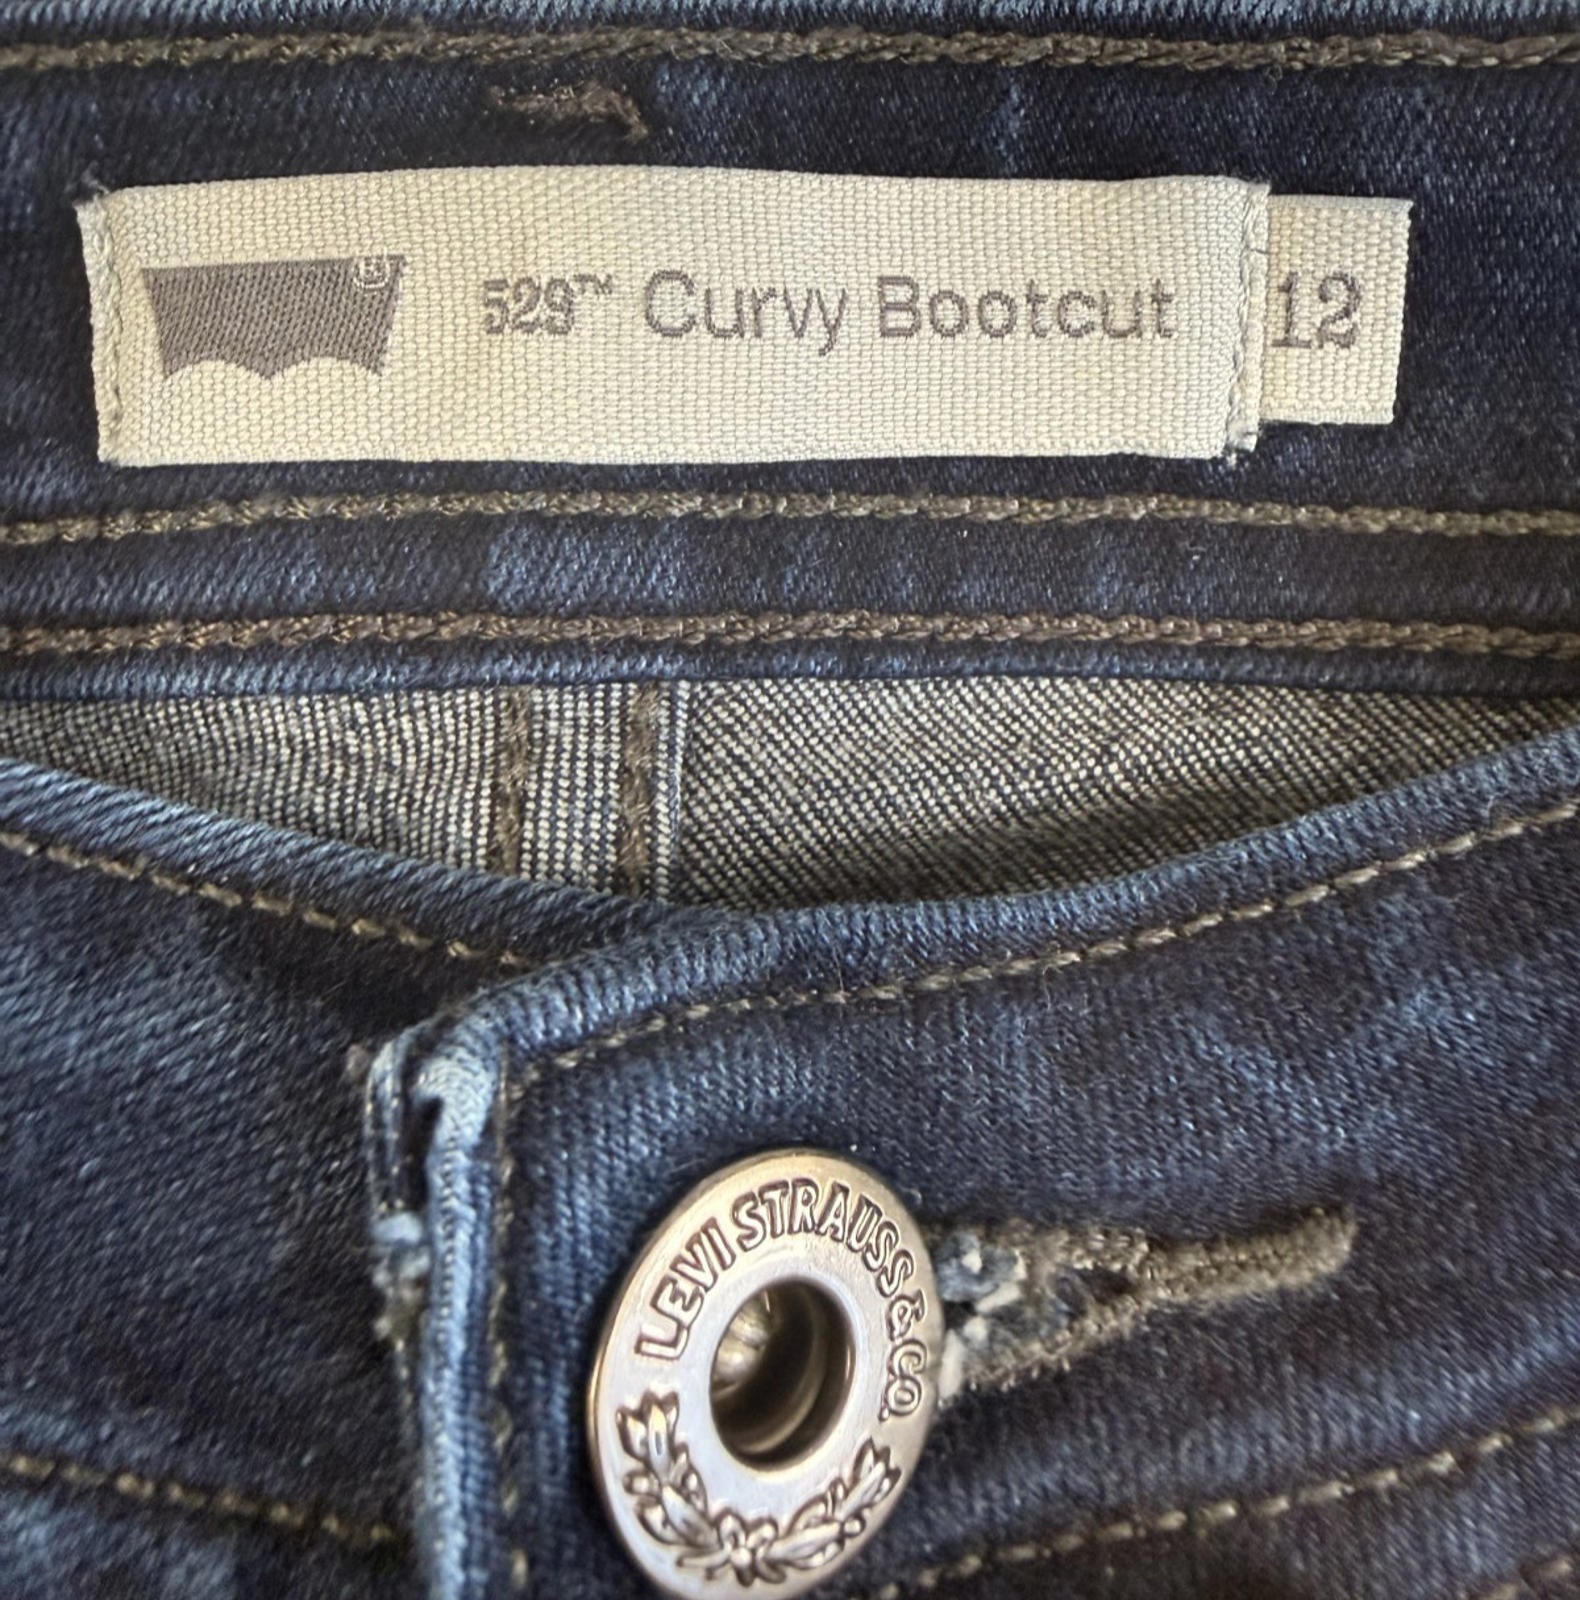 529™ Curvy Bootcut 12
LEVI STRAUSS & CO.